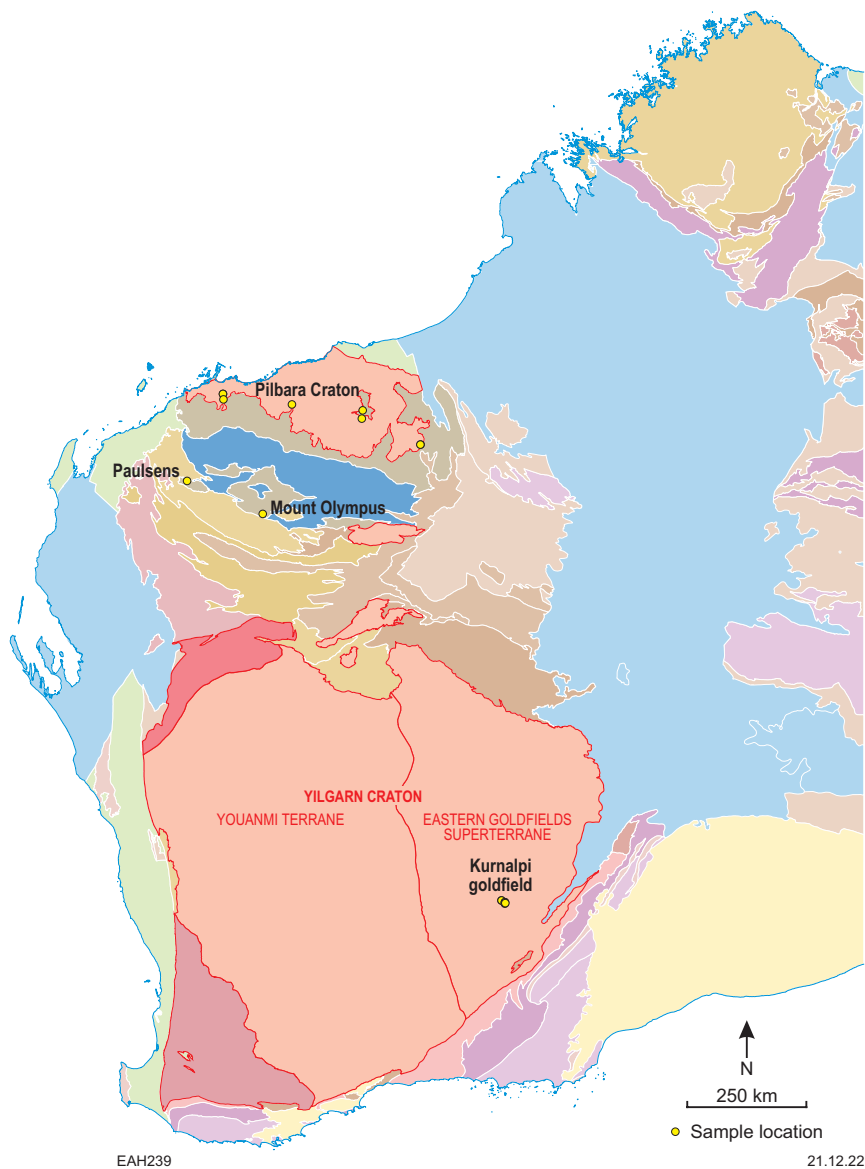 Pilbara Craton
Paulsens
Mount Olympus
YILGARN CRATON
YOUANMI TERRANE
EASTERN GOLDFIELDS
SUPERTERRANE
Kurnalpi
goldfield
N
250 km
Sample location
EAH239
21.12.22